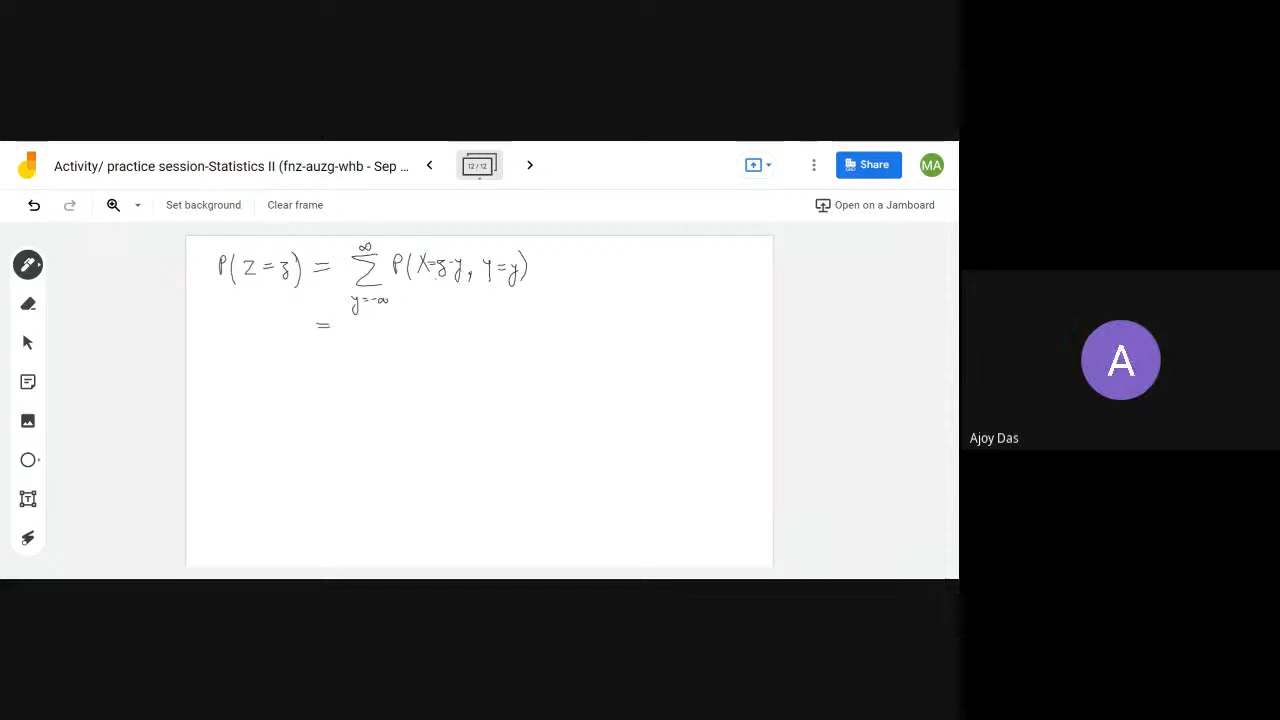 Activity/ practice session-Statistics II (fnz-auzg-whb - Sep ...
12 / 12
Share
MA
Set background
Clear frame
Open on a Jamboard
P(Z=z) = ∑_{y=-∞}^{∞} P(X=z-y, Y=y)
=
A
Ajoy Das